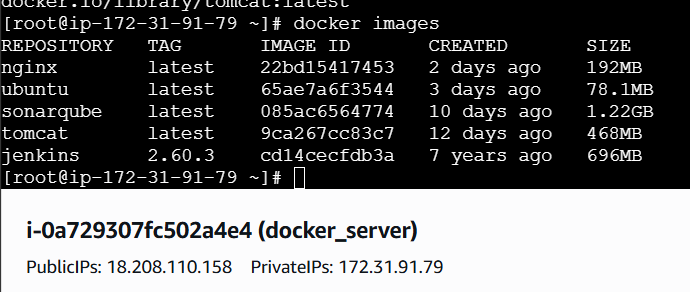 docker.io/library/tomcat:latest
[root@ip-172-31-91-79 ~]# docker images
REPOSITORY   TAG       IMAGE ID       CREATED       SIZE
nginx        latest    22bd15417453   2 days ago    192MB
ubuntu       latest    65ae7a6f3544   3 days ago    78.1MB
sonarqube    latest    085ac6564774   10 days ago   1.22GB
tomcat       latest    9ca267cc83c7   12 days ago   468MB
jenkins      2.60.3    cd14cecfdb3a   7 years ago   696MB
[root@ip-172-31-91-79 ~]#
i-0a729307fc502a4e4 (docker_server)
PublicIPs: 18.208.110.158    PrivateIPs: 172.31.91.79